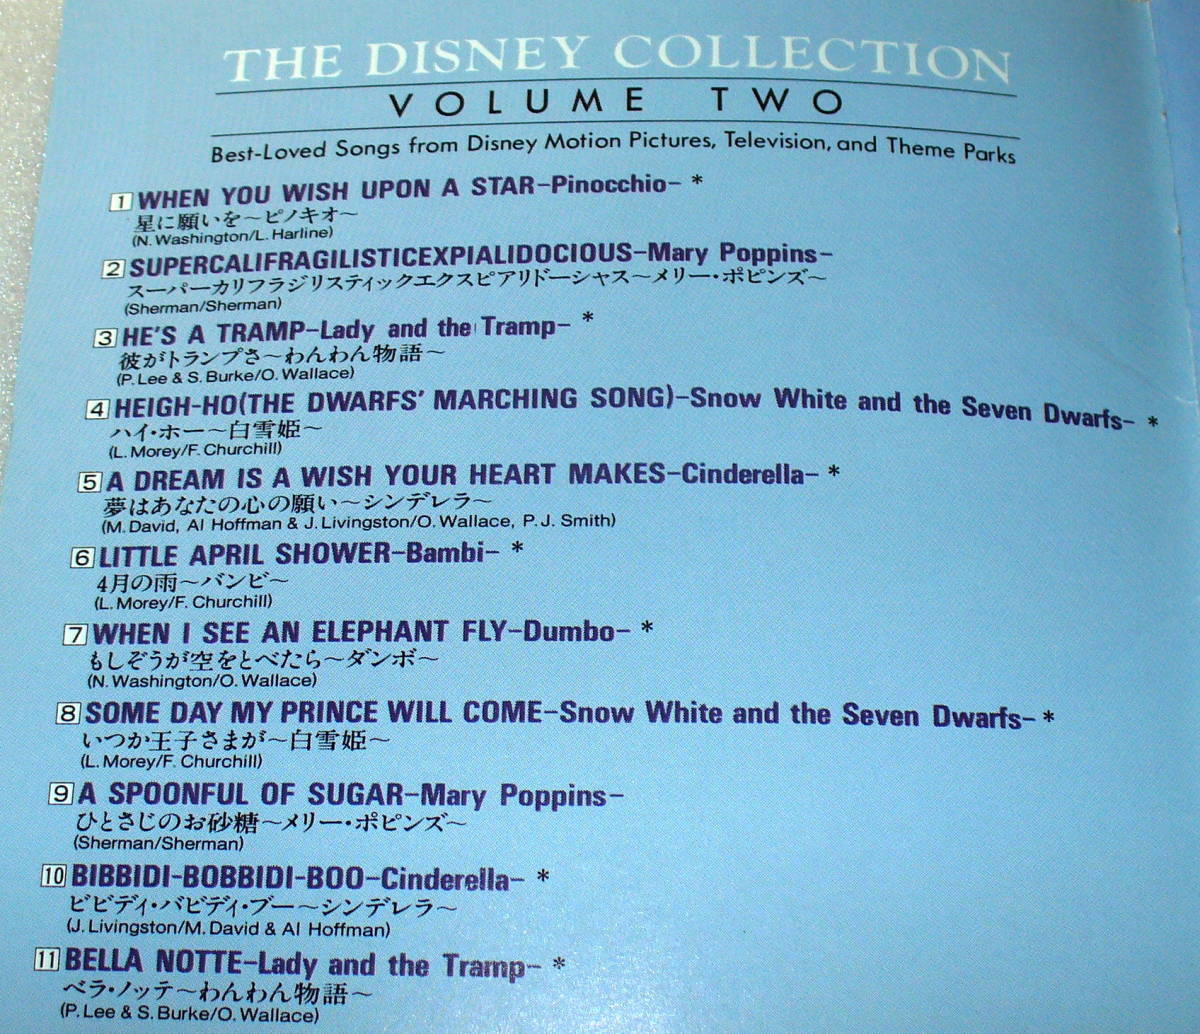 THE DISNEY COLLECTION
VOLUME TWO
Best-Loved Songs from Disney Motion Pictures, Television, and Theme Parks
1 WHEN YOU WISH UPON A STAR–Pinocchio– *
星に願いを〜ピノキオ〜
(N. Washington/L. Harline)
2 SUPERCALIFRAGILISTICEXPIALIDOCIOUS–Mary Poppins–
スーパーカリフラジリスティックエクスピアリドーシャス〜メリー・ポピンズ〜
(Sherman/Sherman)
3 HE'S A TRAMP–Lady and the Tramp– *
彼がトランプさ〜わんわん物語〜
(P. Lee & S. Burke/O. Wallace)
4 HEIGH-HO(THE DWARFS' MARCHING SONG)–Snow White and the Seven Dwarfs– *
ハイ・ホー〜白雪姫〜
(L. Morey/F. Churchill)
5 A DREAM IS A WISH YOUR HEART MAKES–Cinderella– *
夢はあなたの心の願い〜シンデレラ〜
(M. David, Al Hoffman & J. Livingston/O. Wallace, P. J. Smith)
6 LITTLE APRIL SHOWER–Bambi– *
4月の雨〜バンビ〜
(L. Morey/F. Churchill)
7 WHEN I SEE AN ELEPHANT FLY–Dumbo– *
もしぞうが空をとべたら〜ダンボ〜
(N. Washington/O. Wallace)
8 SOME DAY MY PRINCE WILL COME–Snow White and the Seven Dwarfs– *
いつか王子さまが〜白雪姫〜
(L. Morey/F. Churchill)
9 A SPOONFUL OF SUGAR–Mary Poppins–
ひとさじのお砂糖〜メリー・ポピンズ〜
(Sherman/Sherman)
10 BIBBIDI-BOBBIDI-BOO–Cinderella– *
ビビディ・バビディ・ブー〜シンデレラ〜
(J. Livingston/M. David & Al Hoffman)
11 BELLA NOTTE–Lady and the Tramp– *
ベラ・ノッテ〜わんわん物語〜
(P. Lee & S. Burke/O. Wallace)